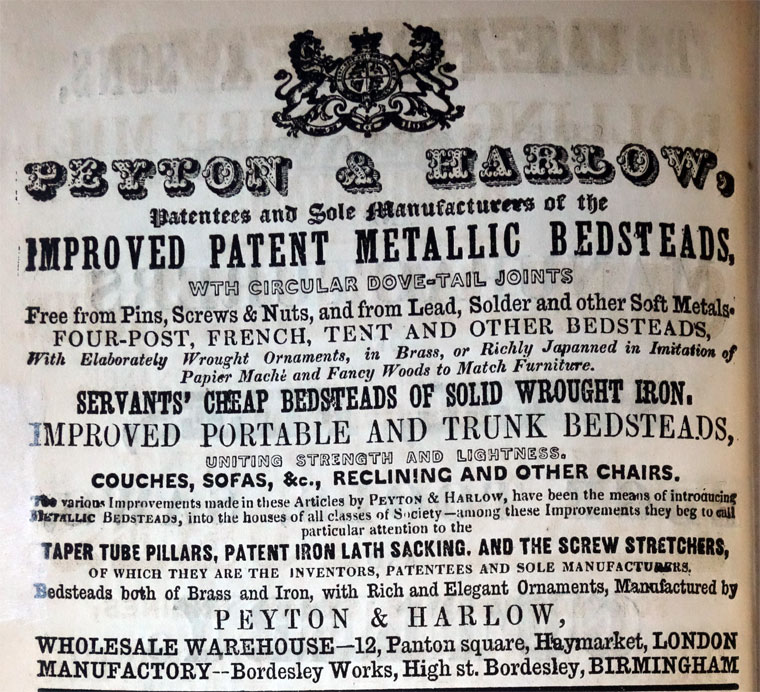 PEYTON & HARLOW,
Patentees and Sole Manufacturers of the
IMPROVED PATENT METALLIC BEDSTEADS,
WTH CIRCULAR DOVE-TAIL JOINTS
Free from Pins, Screws & Nuts, and from Lead, Solder and other Soft Metals.
FOUR-POST, FRENCH, TENT AND OTHER BEDSTEADS,
With Elaborately Wrought Ornaments, in Brass, or Richly Japanned in Imitation of
Papier Maché and Fancy Woods to Match Furniture.
SERVANTS' CHEAP BEDSTEADS OF SOLID WROUGHT IRON.
IMPROVED PORTABLE AND TRUNK BEDSTEADS,
UNITING STRENGTH AND LIGHTNESS.
COUCHES, SOFAS, &c., RECLINING AND OTHER CHAIRS.
The various Improvements made in these Articles by PEYTON & HARLOW, have been the means of introducing
METALLIC BEDSTEADS, into the houses of all classes of Society—among these Improvements they beg to call
particular attention to the
TAPER TUBE PILLARS, PATENT IRON LATH SACKING. AND THE SCREW STRETCHERS,
OF WHICH THEY ARE THE INVENTORS, PATENTEES AND SOLE MANUFACTURERS.
Bedsteads both of Brass and Iron, with Rich and Elegant Ornaments, Manufactured by
PEYTON & HARLOW,
WHOLESALE WAREHOUSE—12, Panton square, Haymarket, LONDON
MANUFACTORY--Bordesley Works, High st. Bordesley, BIRMINGHAM